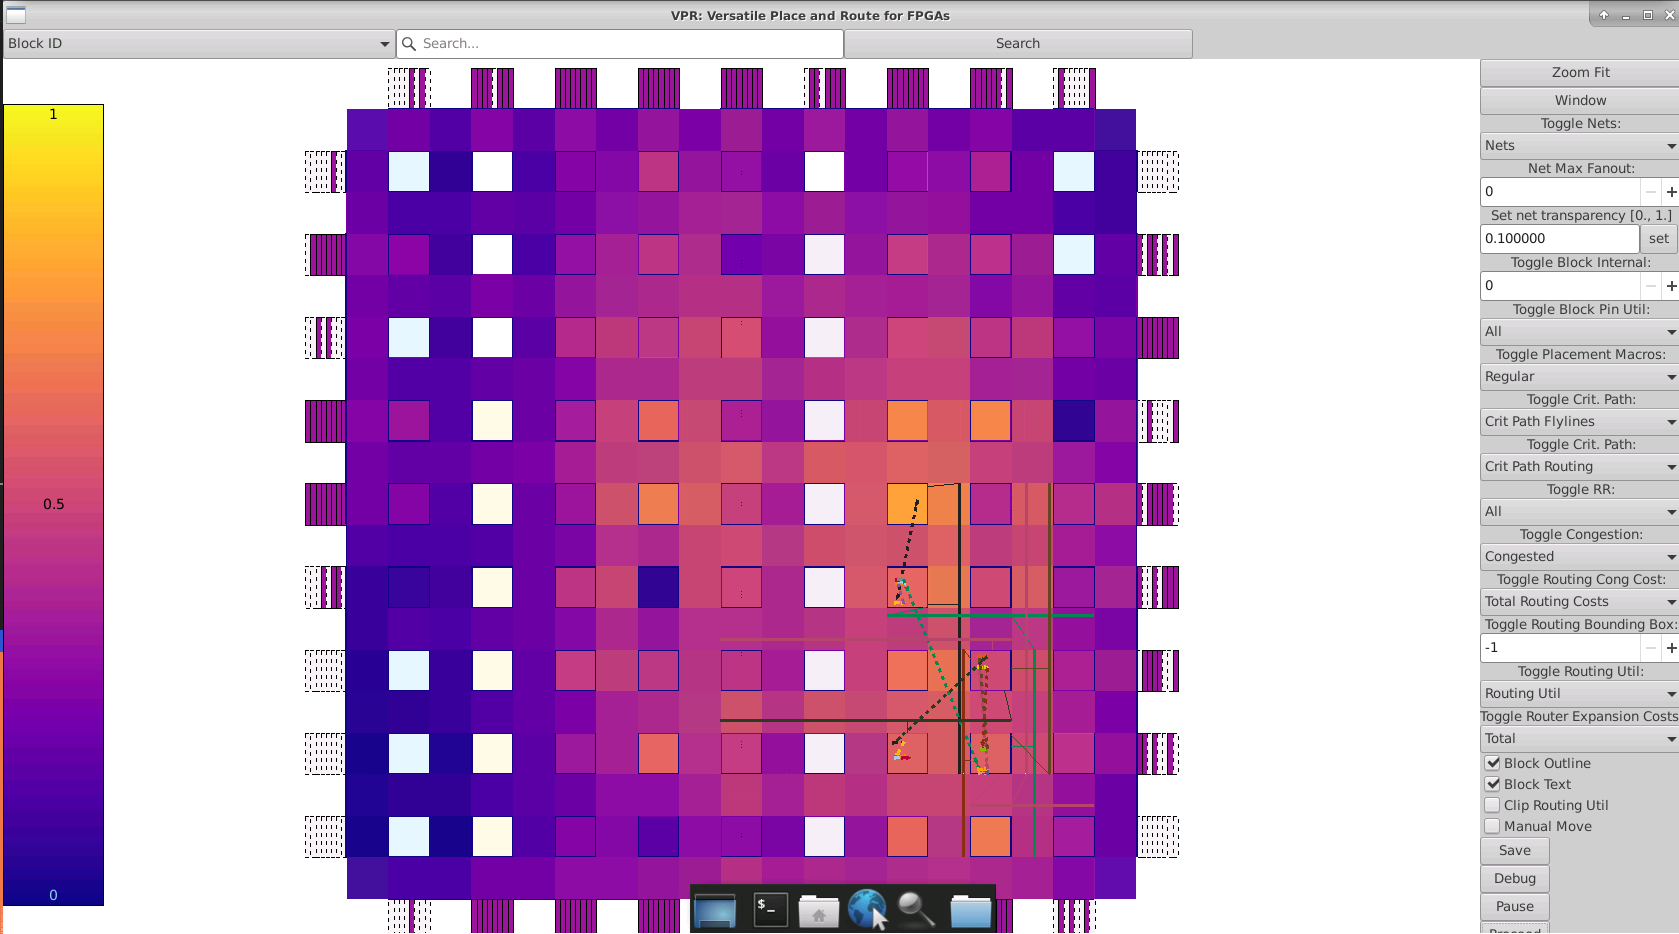 VPR: Versatile Place and Route for FPGAs
Block ID
Search...
Search
1
0.5
0
Zoom Fit
Window
Toggle Nets:
Nets
Net Max Fanout:
0
Set net transparency [0., 1.]
0.100000
set
Toggle Block Internal:
0
Toggle Block Pin Util:
All
Toggle Placement Macros:
Regular
Toggle Crit. Path:
Crit Path Flylines
Toggle Crit. Path:
Crit Path Routing
Toggle RR:
All
Toggle Congestion:
Congested
Toggle Routing Cong Cost:
Total Routing Costs
Toggle Routing Bounding Box:
-1
Toggle Routing Util:
Routing Util
Toggle Router Expansion Costs
Total
Block Outline
Block Text
Clip Routing Util
Manual Move
Save
Debug
Pause
Proceed
$_